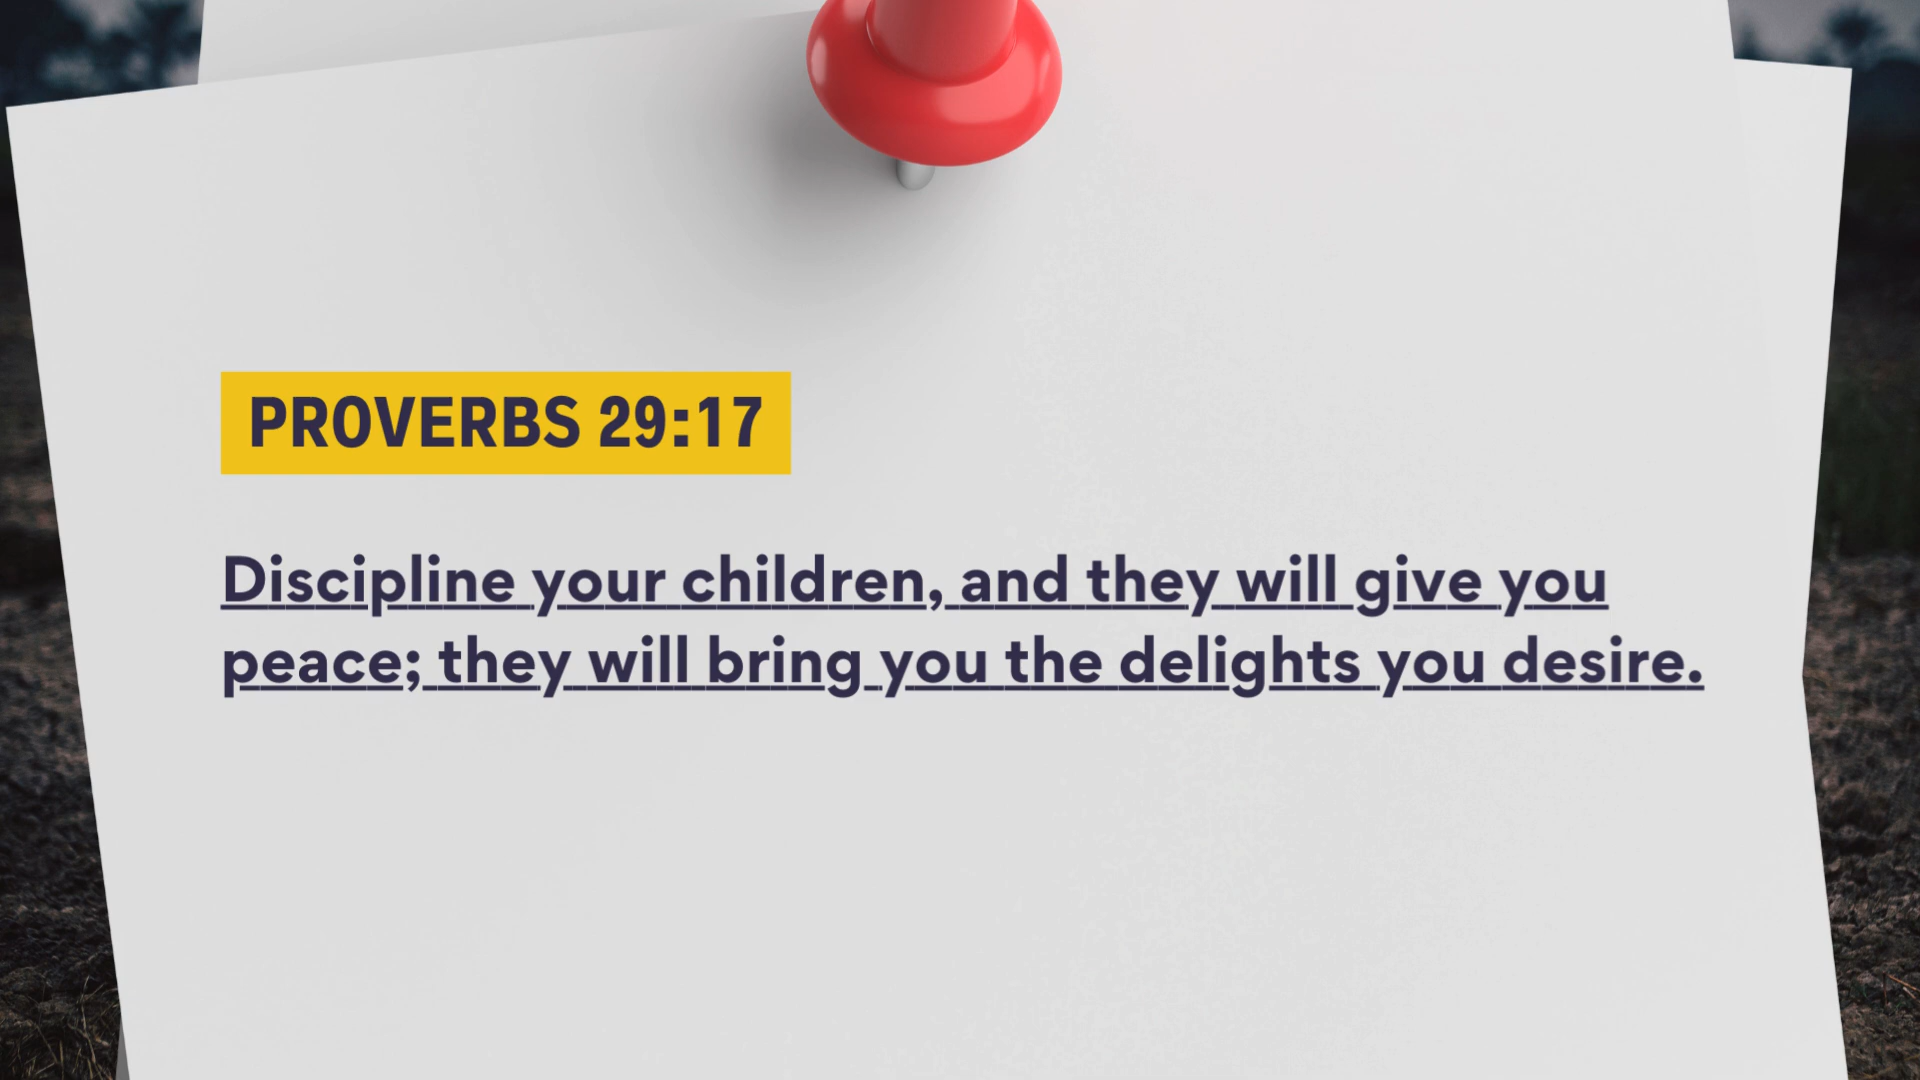 PROVERBS 29:17
Discipline your children, and they will give you
peace; they will bring you the delights you desire.